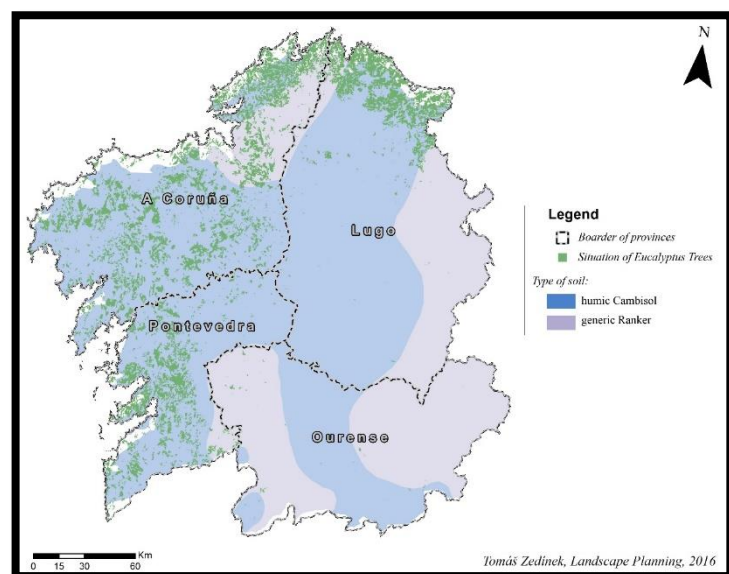 N
A Coruña
Lugo
Pontevedra
Ourense
Legend
Boarder of provinces
Situation of Eucalyptus Trees
Type of soil:
humic Cambisol
generic Ranker
Km
0 15 30 60
Tomáš Zedínek, Landscape Planning, 2016